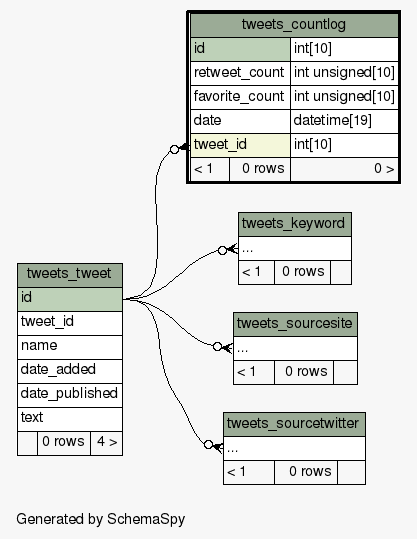 tweets_countlog
id int[10]
retweet_count int unsigned[10]
favorite_count int unsigned[10]
date datetime[19]
tweet_id int[10]
< 1 0 rows 0 >
tweets_keyword
...
< 1 0 rows
tweets_tweet
id
tweet_id
name
date_added
date_published
text
0 rows 4 >
tweets_sourcesite
...
< 1 0 rows
tweets_sourcetwitter
...
< 1 0 rows
Generated by SchemaSpy